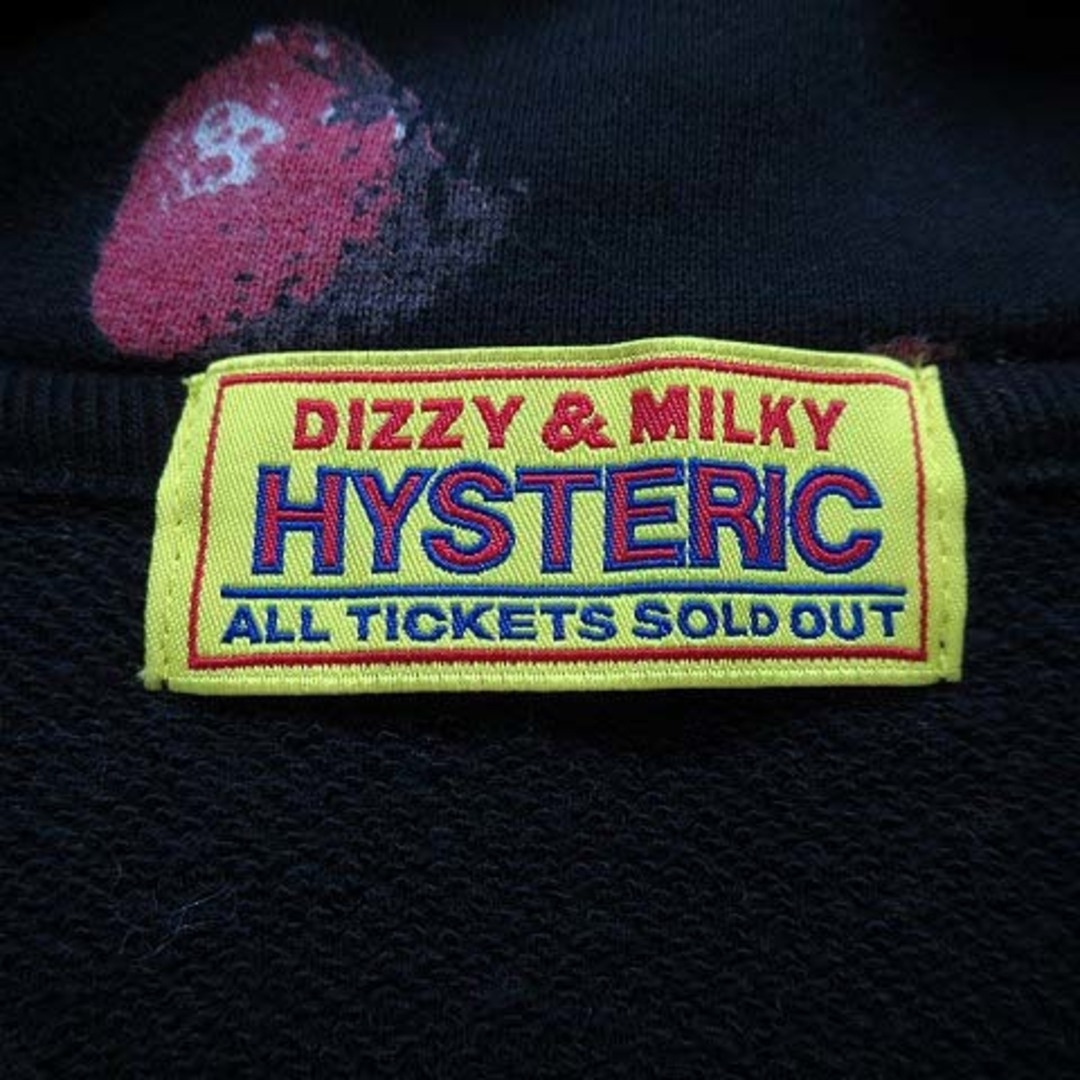 DIZZY & MILKY
HYSTERIC
ALL TICKETS SOLD OUT